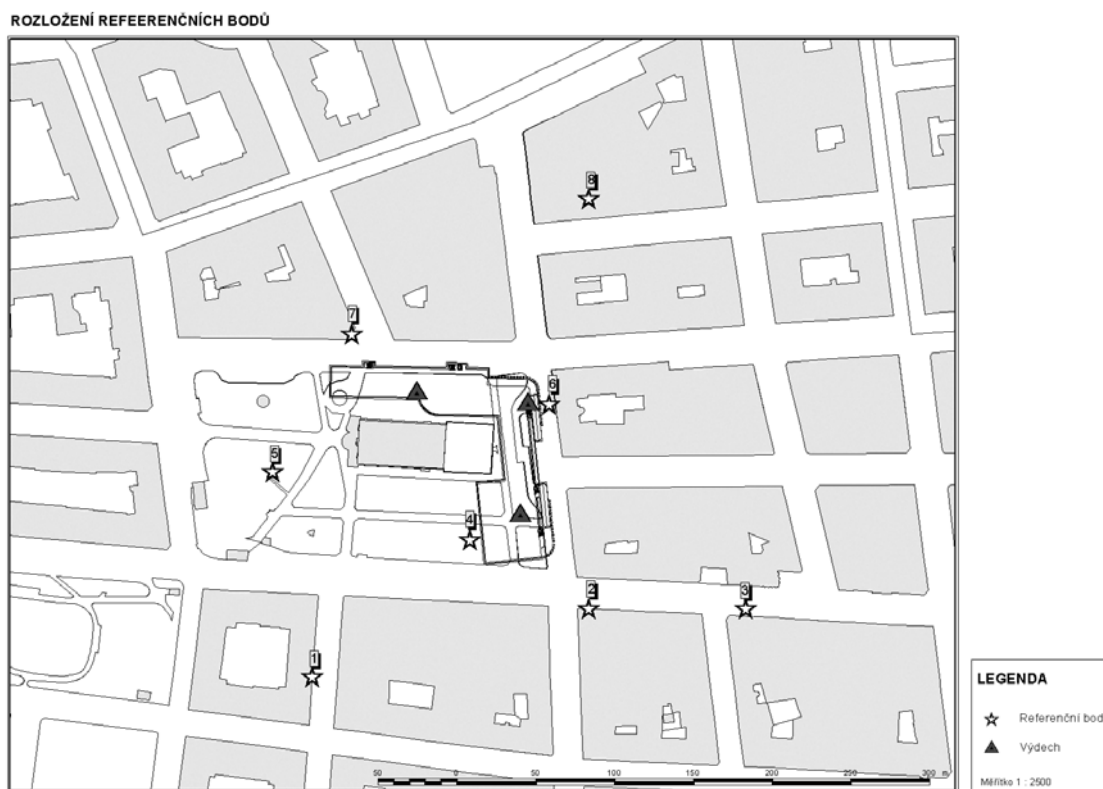 ROZLOŽENÍ REFEERENČNÍCH BODŮ
8
7
6
5
4
2
3
1
50 0 50 100 150 200 250 300 m
LEGENDA
Referenční bod
Výdech
Měřítko 1 : 2500